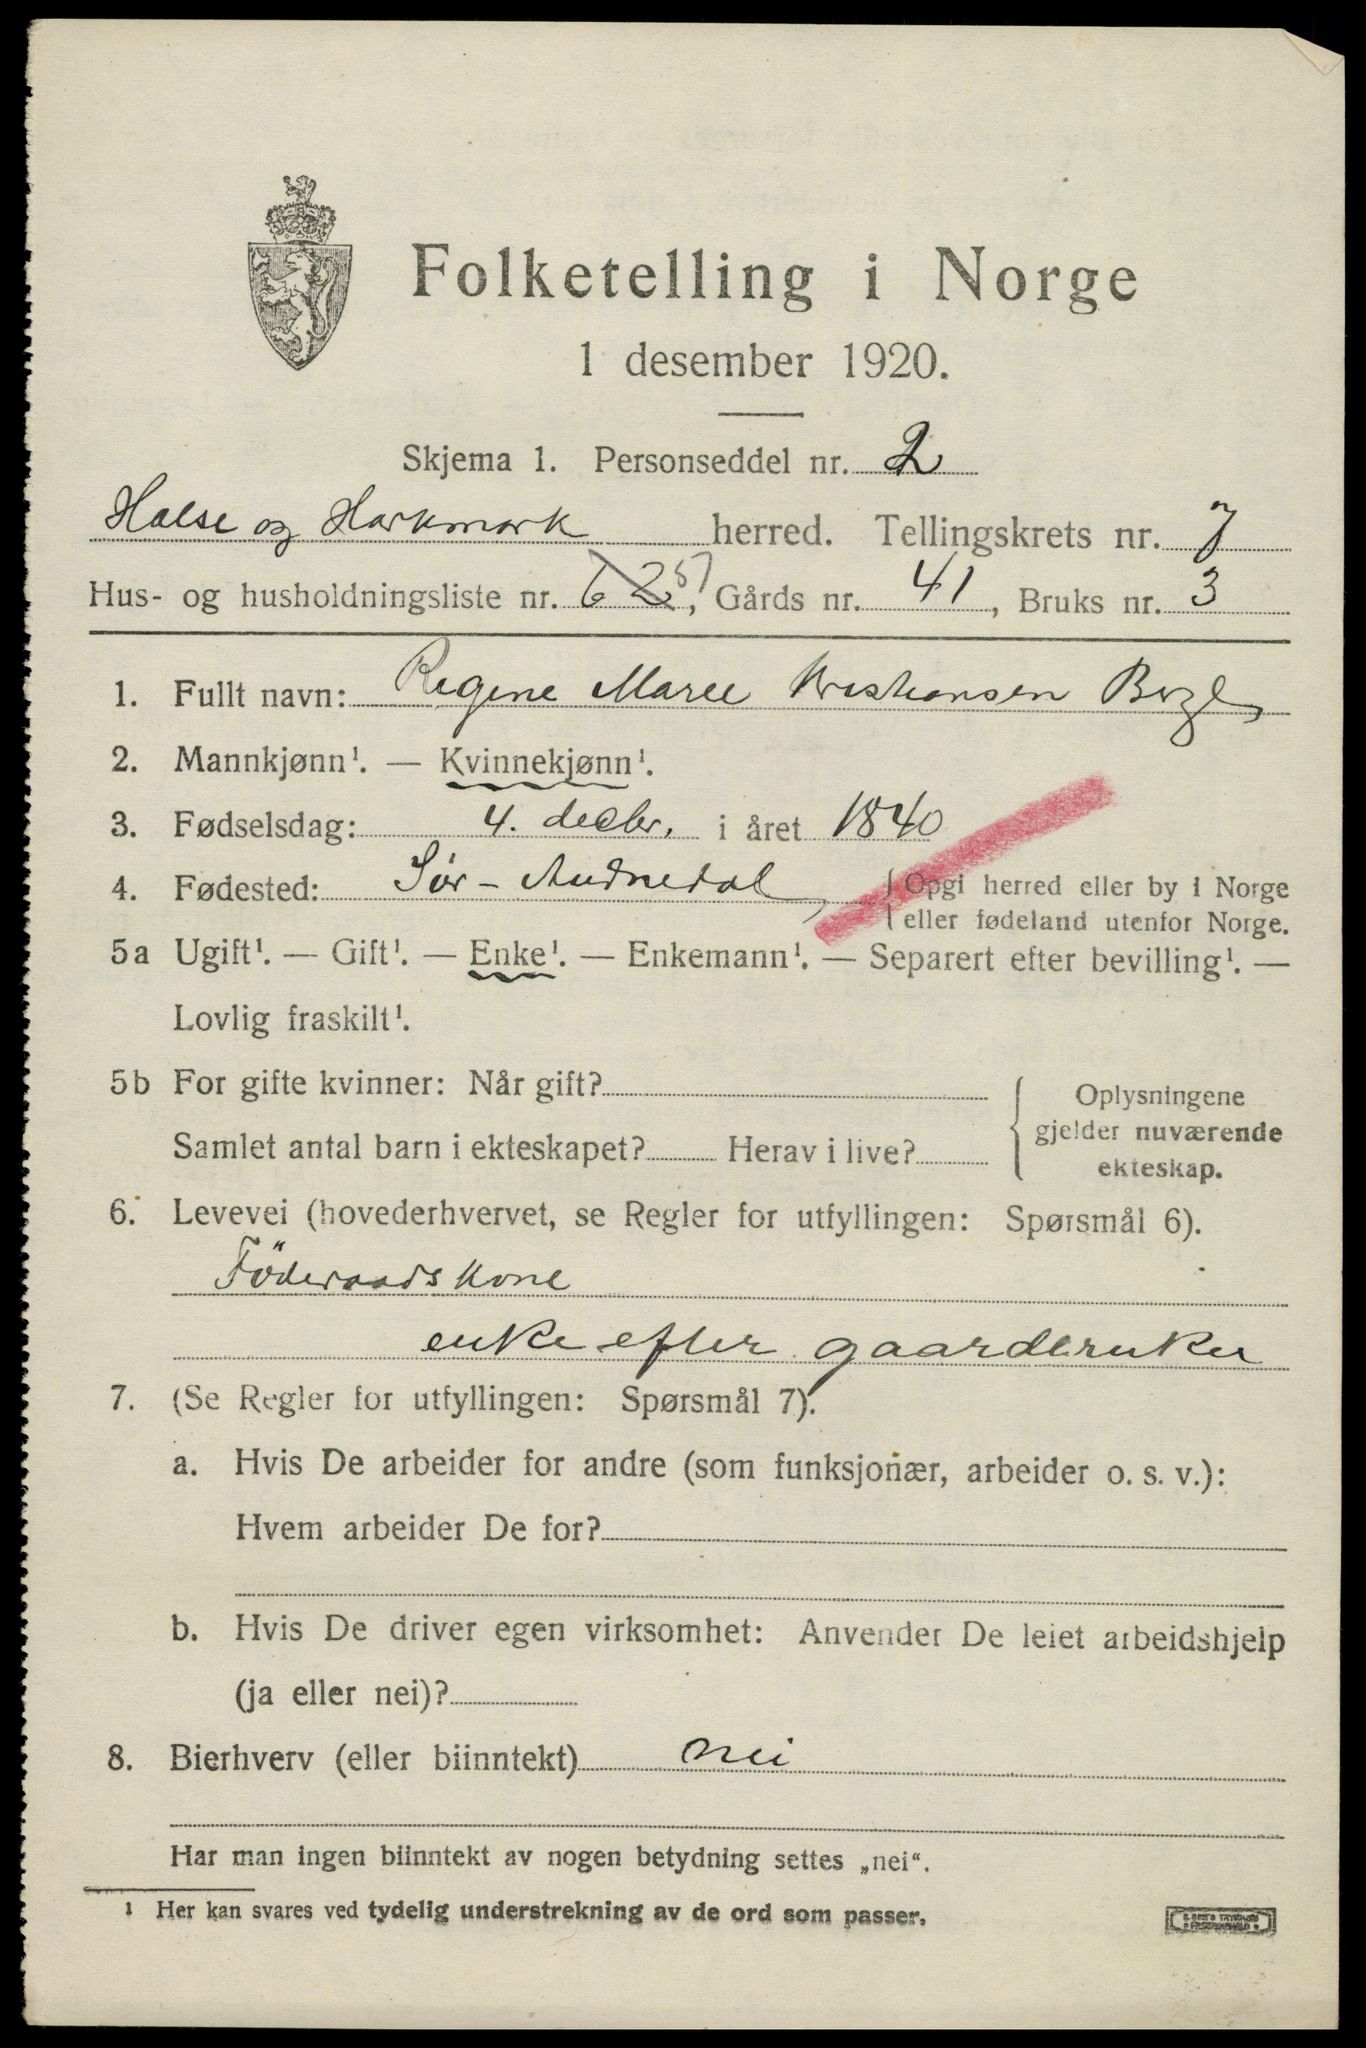 Folketelling i Norge
1 desember 1920.
Skjema 1. Personseddel nr. 2
Halse og Harkmark herred. Tellingskrets nr. 7
Hus- og husholdningsliste nr. 62 57, Gårds nr. 41, Bruks nr. 3
1. Fullt navn: Regine Marie Kristiansen
2. Mannkjønn¹. — Kvinnekjønn¹.
3. Fødselsdag: 4. decbr. i året 1840
4. Fødested: Sør-Audnedal, { Opgi herred eller by i Norge
eller fødeland utenfor Norge.
5a Ugift¹. — Gift¹. — Enke¹. — Enkemann¹. — Separert efter bevilling¹. —
Lovlig fraskilt¹.
5b For gifte kvinner: Når gift?
Samlet antal barn i ekteskapet? Herav i live?
Oplysningene
gjelder nuværende
ekteskap.
6. Levevei (hovederhvervet, se Regler for utfyllingen: Spørsmål 6).
Föderaadskone
enke efter gaardbruker
7. (Se Regler for utfyllingen: Spørsmål 7).
a. Hvis De arbeider for andre (som funksjonær, arbeider o. s. v.):
Hvem arbeider De for?
b. Hvis De driver egen virksomhet: Anvender De leiet arbeidshjelp
(ja eller nei)?
8. Bierhverv (eller biinntekt) nei
Har man ingen biinntekt av nogen betydning settes „nei“.
¹ Her kan svares ved tydelig understrekning av de ord som passer.